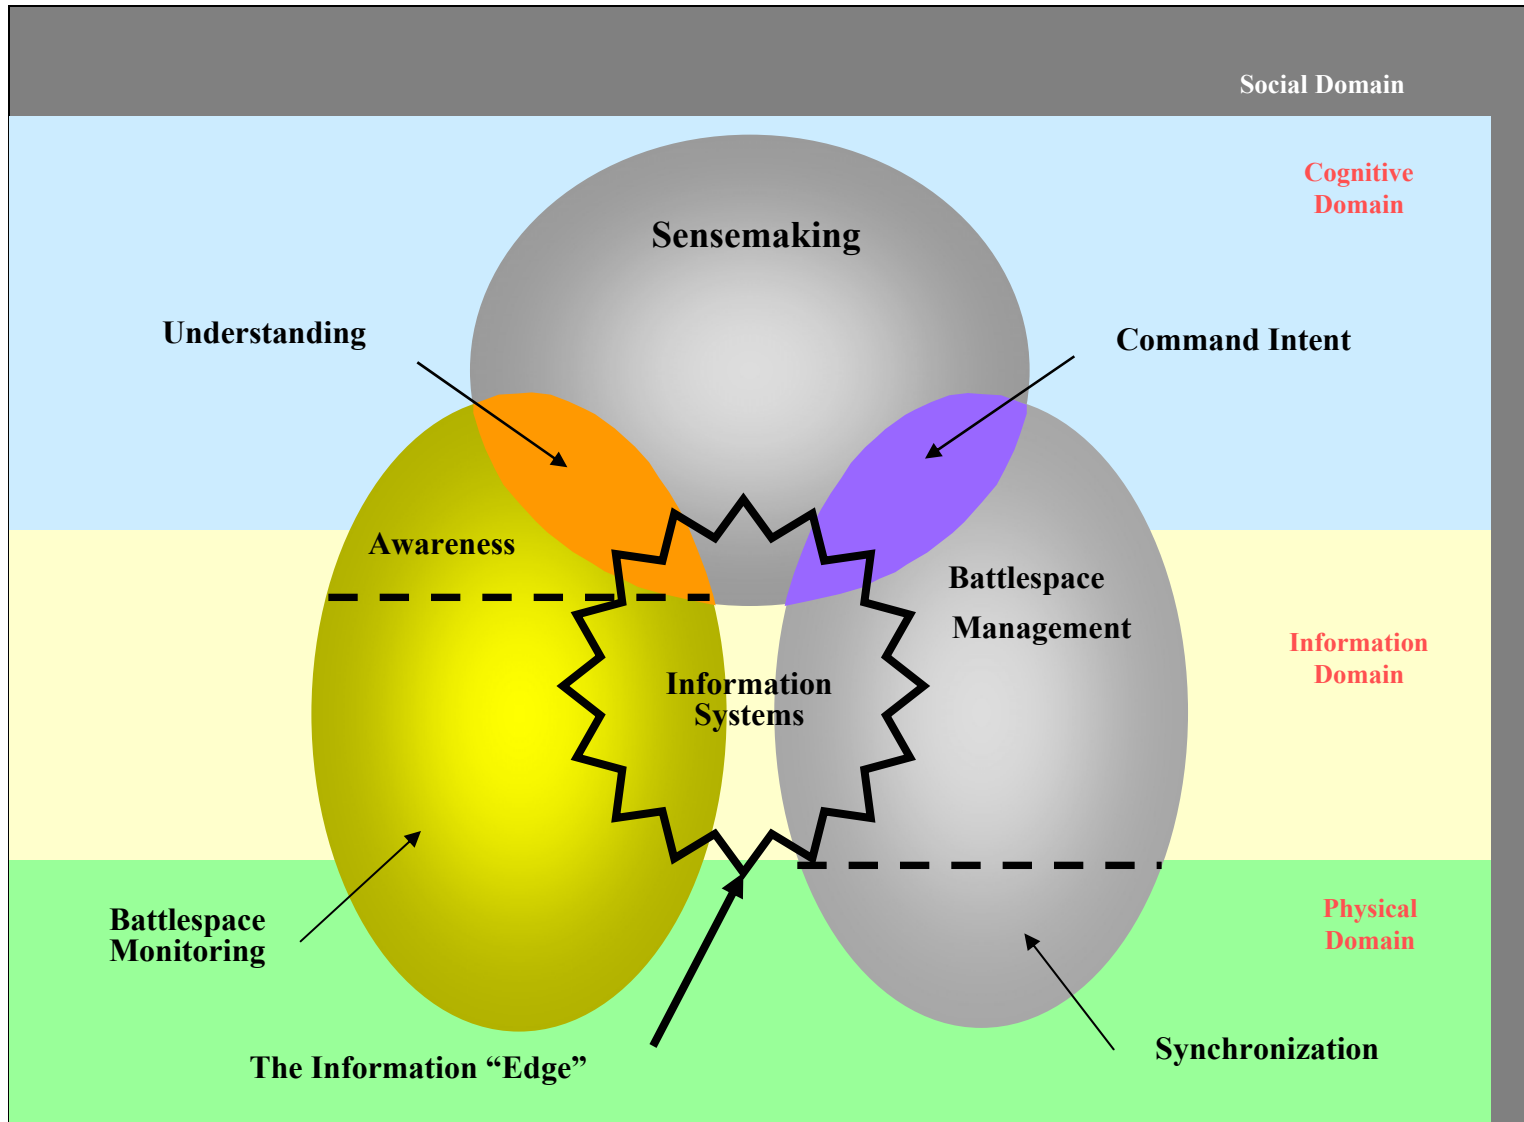 Social Domain
Cognitive
Domain
Sensemaking
Understanding
Command Intent
Awareness
Battlespace
Management
Information
Domain
Information
Systems
Battlespace
Monitoring
Physical
Domain
The Information “Edge”
Synchronization